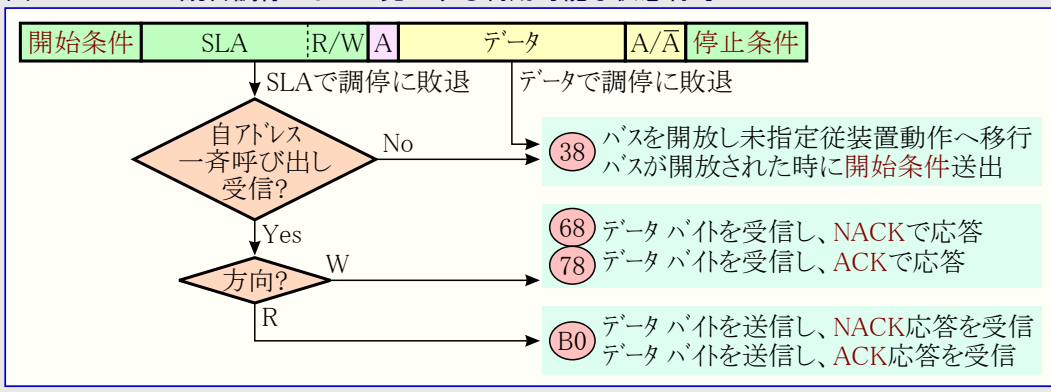 開始条件 SLA R/W A データ A/A̅ 停止条件
SLAで調停に敗退 データで調停に敗退
自アドレス
一斉呼び出し
受信?
No
38
バスを開放し未指定従装置動作へ移行
バスが開放された時に開始条件送出
Yes
68 データ バイトを受信し、NACKで応答
78 データ バイトを受信し、ACKで応答
方向?
W
R
B0
データ バイトを送信し、NACK応答を受信
データ バイトを送信し、ACK応答を受信